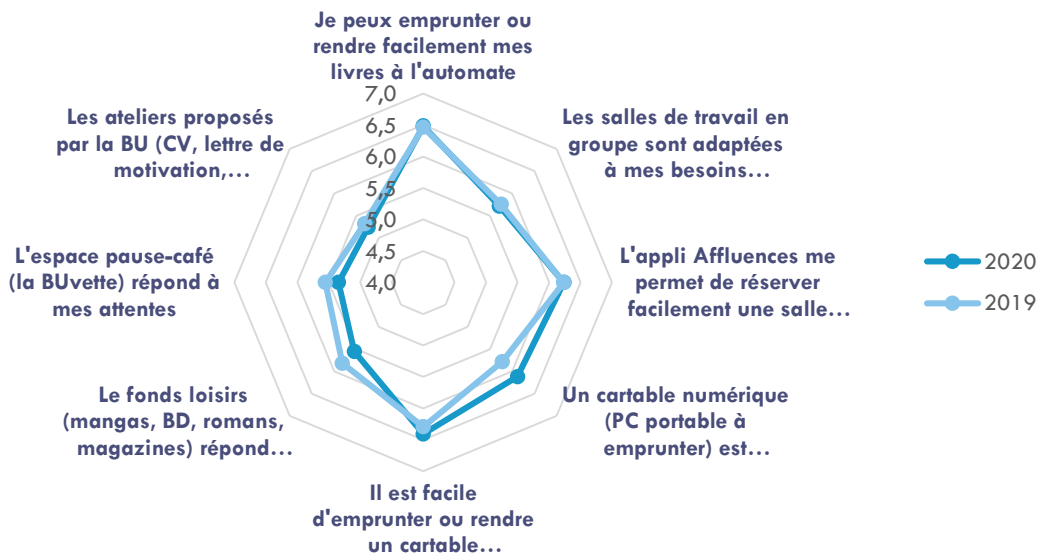 Je peux emprunter ou
rendre facilement mes
livres à l'automate
Les salles de travail en
groupe sont adaptées
à mes besoins...
L'appli Affluences me
permet de réserver
facilement une salle...
Un cartable numérique
(PC portable à
emprunter) est...
Il est facile
d'emprunter ou rendre
un cartable...
Le fonds loisirs
(mangas, BD, romans,
magazines) répond...
L'espace pause-café
(la BUvette) répond à
mes attentes
Les ateliers proposés
par la BU (CV, lettre de
motivation,...
7,0
6,5
6,0
5,5
5,0
4,5
4,0
2020
2019